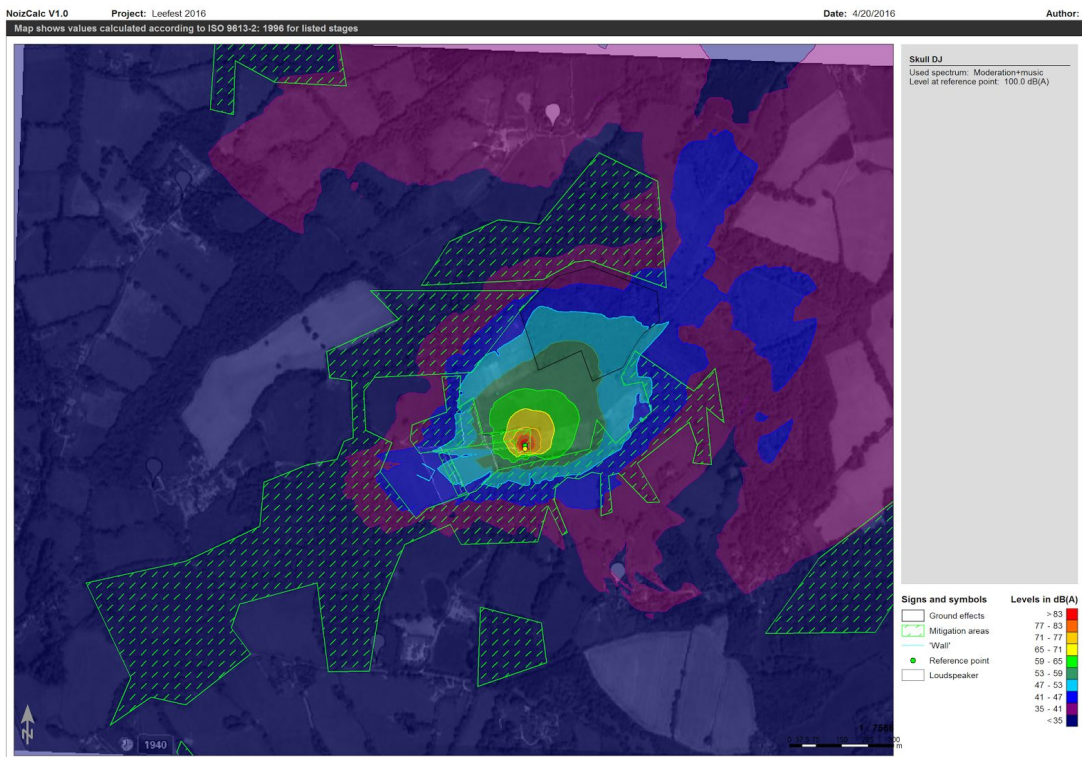 NoizCalc V1.0 Project: Leefest 2016 Date: 4/20/2016 Author:
Map shows values calculated according to ISO 9613-2: 1996 for listed stages
Skull DJ
Used spectrum: Moderation+music
Level at reference point: 100.0 dB(A)
Signs and symbols
Ground effects
Mitigation areas
'Wall'
Reference point
Loudspeaker
Levels in dB(A)
> 83
77 - 83
71 - 77
65 - 71
59 - 65
53 - 59
47 - 53
41 - 47
35 - 41
<35
N
1940
m